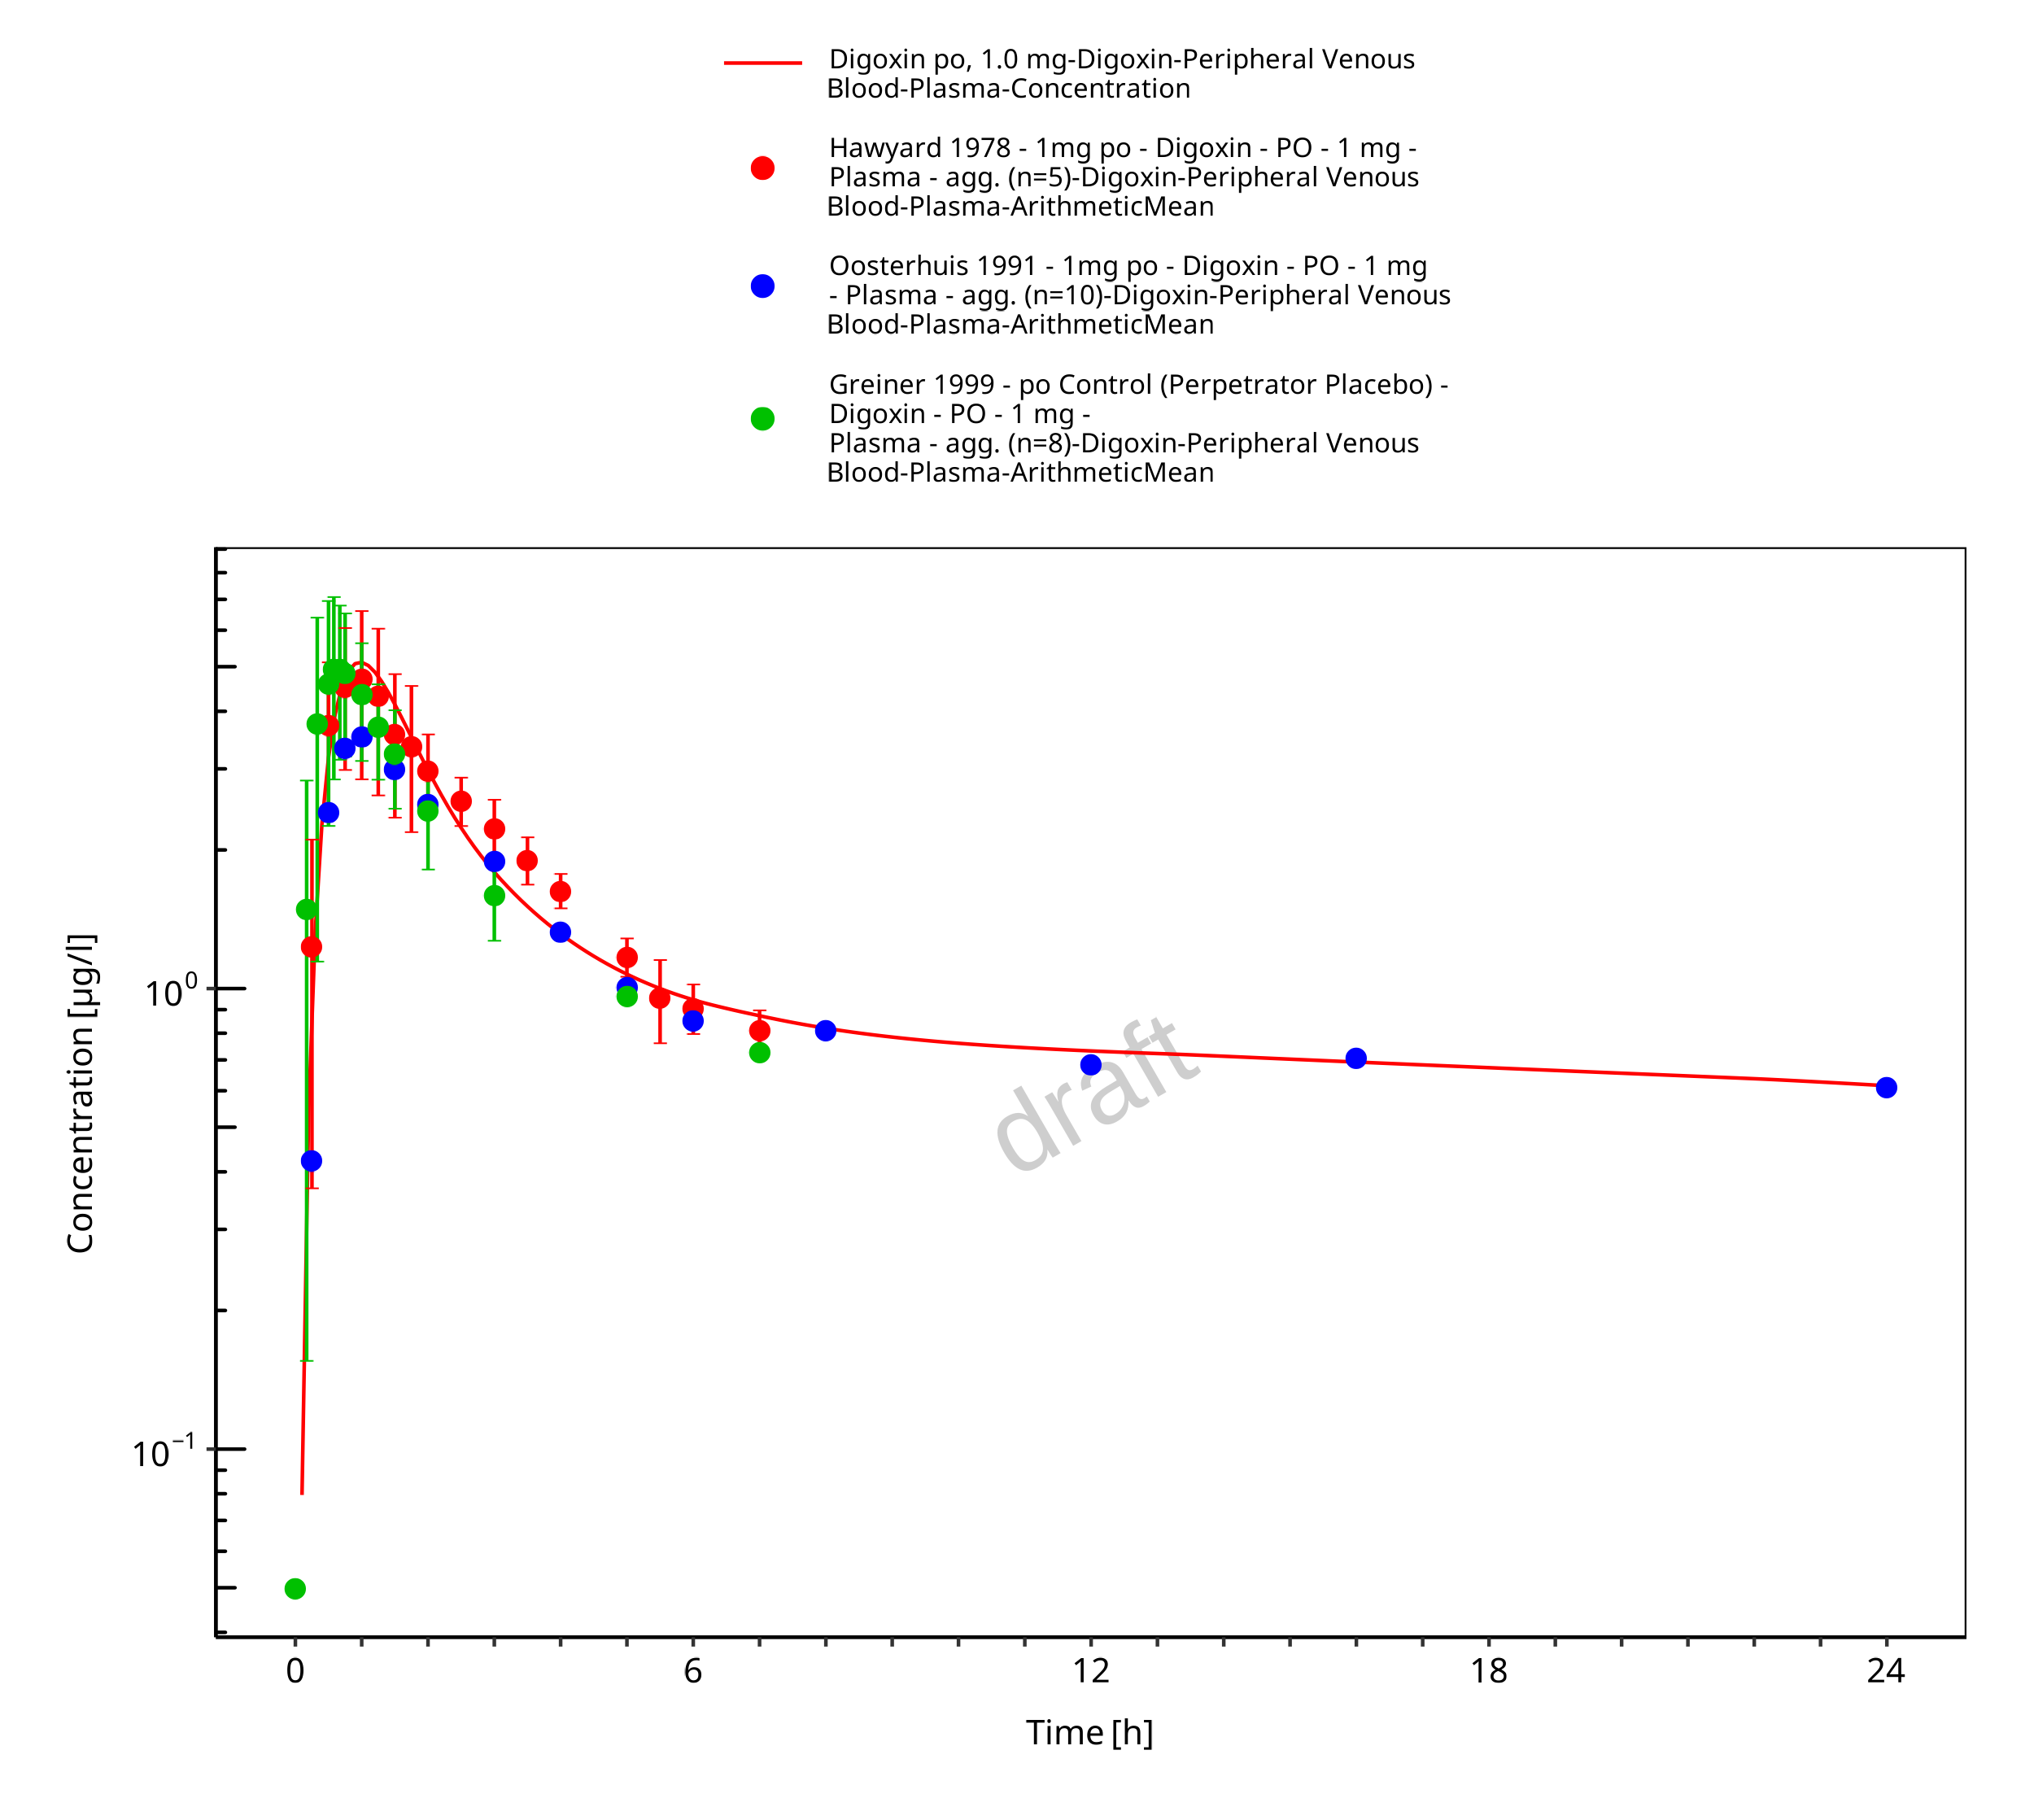 Digoxin po, 1.0 mg-Digoxin-Peripheral Venous
Blood-Plasma-Concentration
Hawyard 1978 - 1mg po - Digoxin - PO - 1 mg -
Plasma - agg. (n=5)-Digoxin-Peripheral Venous
Blood-Plasma-ArithmeticMean
Oosterhuis 1991 - 1mg po - Digoxin - PO - 1 mg
- Plasma - agg. (n=10)-Digoxin-Peripheral Venous
Blood-Plasma-ArithmeticMean
Greiner 1999 - po Control (Perpetrator Placebo) -
Digoxin - PO - 1 mg -
Plasma - agg. (n=8)-Digoxin-Peripheral Venous
Blood-Plasma-ArithmeticMean
Concentration [µg/l]
10⁰
10⁻¹
draft
0 6 12 18 24
Time [h]